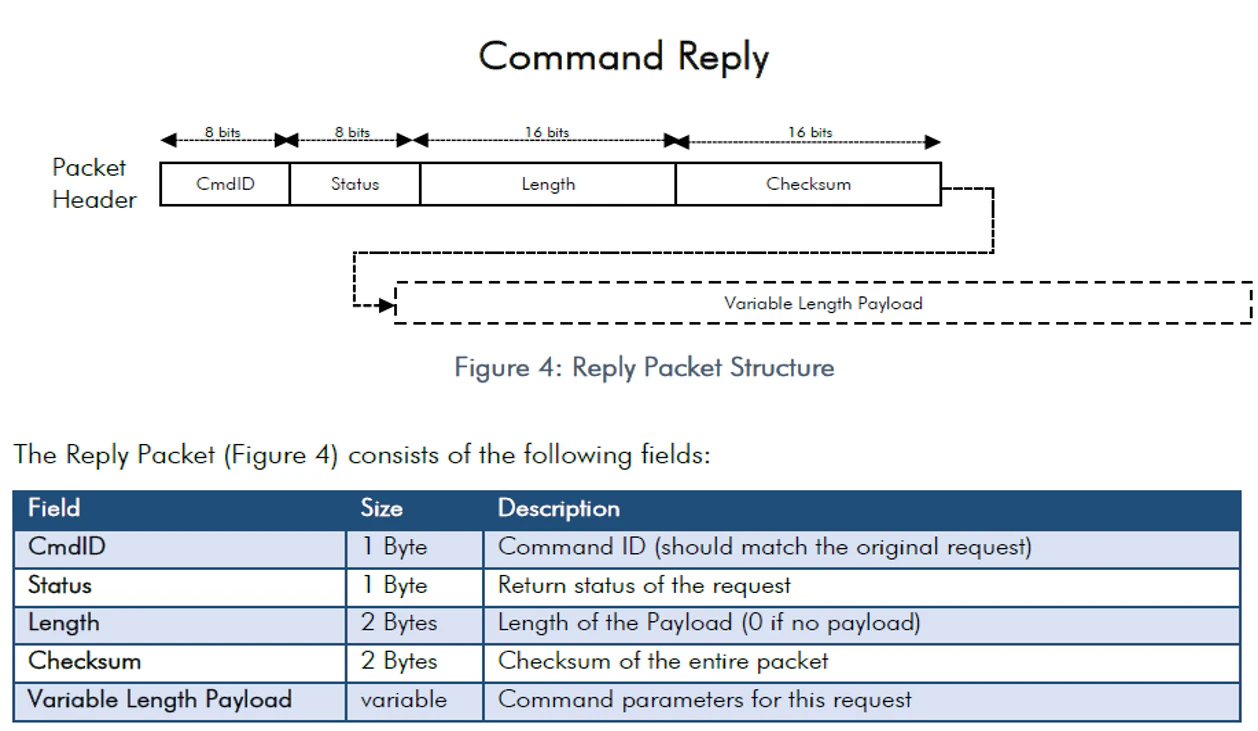 Command Reply
8 bits 8 bits 16 bits 16 bits
Packet
Header
CmdID Status Length Checksum
Variable Length Payload
Figure 4: Reply Packet Structure
The Reply Packet (Figure 4) consists of the following fields:
Field Size Description
CmdID 1 Byte Command ID (should match the original request)
Status 1 Byte Return status of the request
Length 2 Bytes Length of the Payload (0 if no payload)
Checksum 2 Bytes Checksum of the entire packet
Variable Length Payload variable Command parameters for this request